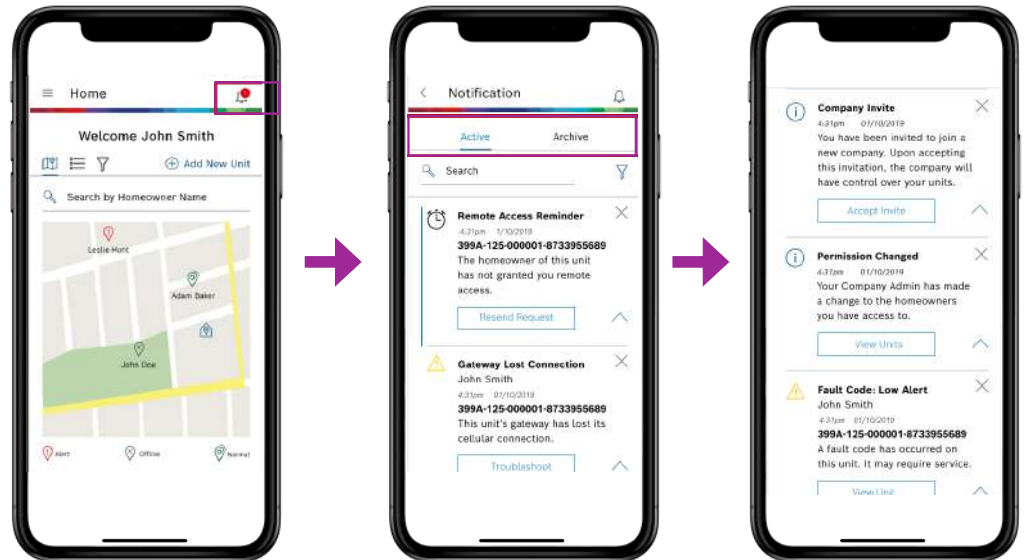 Home
1
Welcome John Smith
Add New Unit
Search by Homeowner Name
Leslie Hont
Adam Baker
John Doe
Alert
Offline
Normal
Notification
Active
Archive
Search
Remote Access Reminder
4:31pm 1/10/2019
399A-125-000001-8733955689
The homeowner of this unit
has not granted you remote
access.
Resend Request
Gateway Lost Connection
John Smith
4:31pm 01/10/2019
399A-125-000001-8733955689
This unit's gateway has lost its
cellular connection.
Troubleshoot
Company Invite
4:31pm 01/10/2019
You have been invited to join a
new company. Upon accepting
this invitation, the company will
have control over your units.
Accept Invite
Permission Changed
4:31pm 01/10/2019
Your Company Admin has made
a change to the homeowners
you have access to.
View Units
Fault Code: Low Alert
John Smith
4:31pm 01/10/2019
399A-125-000001-8733955689
A fault code has occurred on
this unit. It may require service.
View Unit